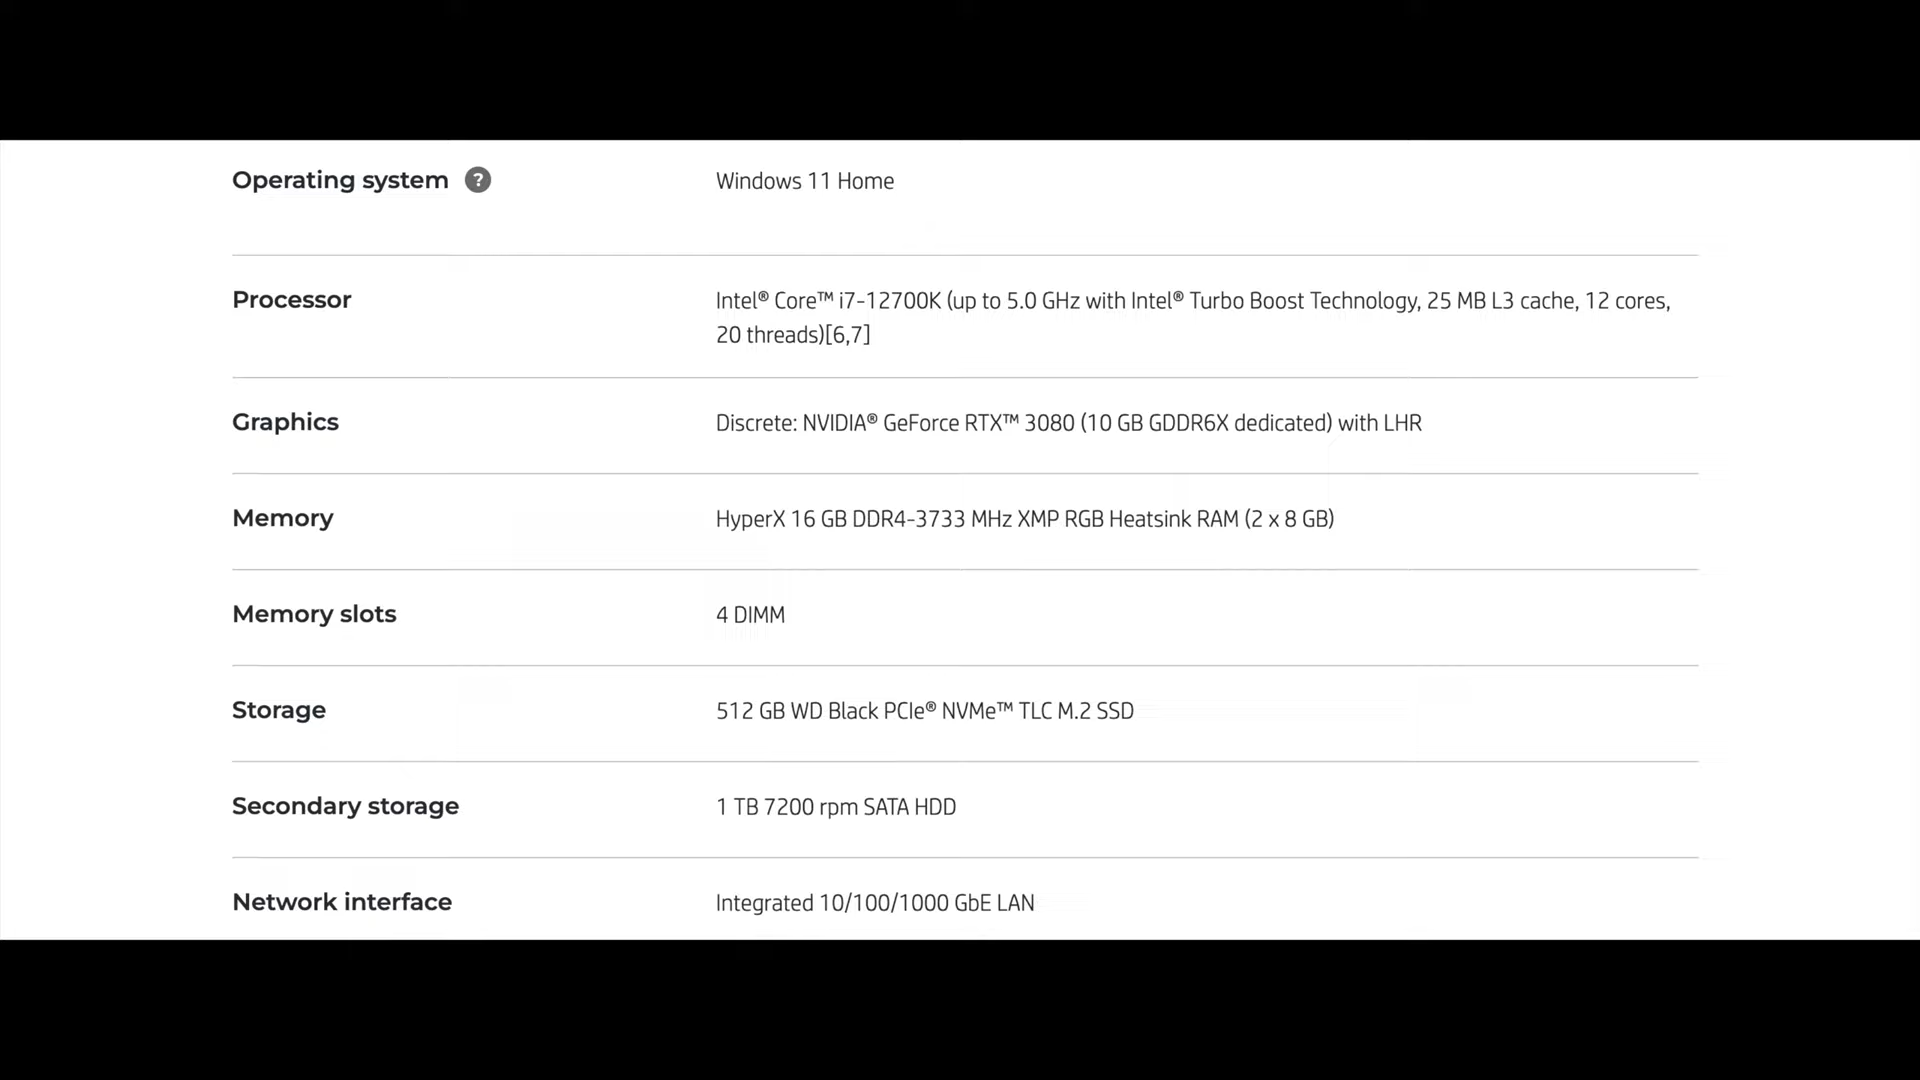 Operating system ? Windows 11 Home
Processor Intel® Core™ i7-12700K (up to 5.0 GHz with Intel® Turbo Boost Technology, 25 MB L3 cache, 12 cores,
20 threads)[6,7]
Graphics Discrete: NVIDIA® GeForce RTX™ 3080 (10 GB GDDR6X dedicated) with LHR
Memory HyperX 16 GB DDR4-3733 MHz XMP RGB Heatsink RAM (2 x 8 GB)
Memory slots 4 DIMM
Storage 512 GB WD Black PCIe® NVMe™ TLC M.2 SSD
Secondary storage 1 TB 7200 rpm SATA HDD
Network interface Integrated 10/100/1000 GbE LAN